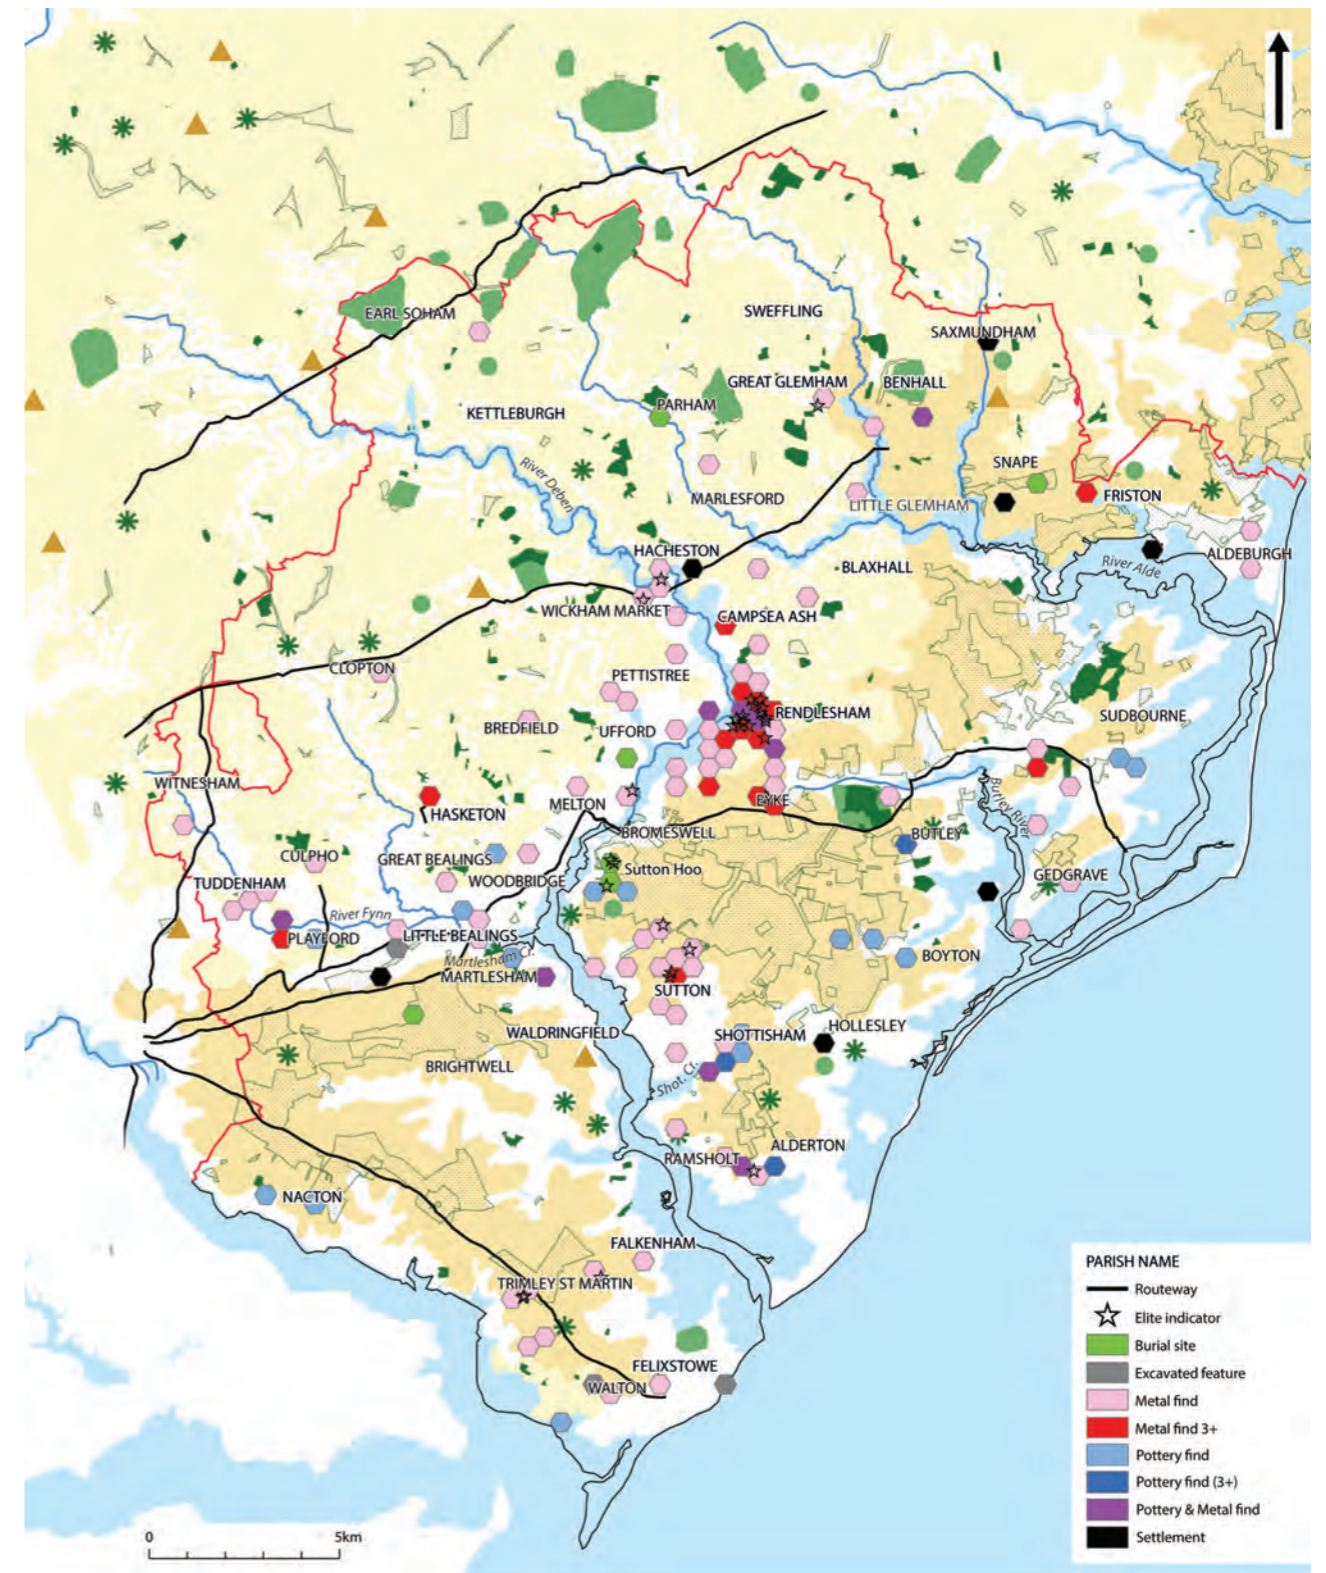 EARL SOHAM
SWEFFLING
SAXMUNDHAM
GREAT GLEMHAM
BENHALL
PARHAM
KETTLEBURGH
SNAPE
River Deben
MARLESFORD
LITTLE GLEMHAM
FRISTON
HACHESTON
BLAXHALL
River Alde
ALDEBURGH
WICKHAM MARKET
CAMPSEA ASH
CLOPTON
PETTISTREE
RENDLESHAM
SUDBOURNE
BREDFIELD
UFFORD
WITNESHAM
MELTON
EYKE
Butley River
HASKETON
BROMESWELL
BUTLEY
CULPHO
GREAT BEALINGS
Sutton Hoo
GEDGRAVE
TUDDENHAM
WOODBRIDGE
River Fynn
PLAYFORD
LITTLE BEALINGS
Martlesham Cr.
BOYTON
MARTLESHAM
SUTTON
WALDRINGFIELD
SHOTTISHAM
HOLLESLEY
BRIGHTWELL
Shot. Cr.
RAMSHOLT
ALDERTON
NACTON
FALKENHAM
TRIMLEY ST MARTIN
FELIXSTOWE
WALTON
PARISH NAME
Routeway
Elite indicator
Burial site
Excavated feature
Metal find
Metal find 3+
Pottery find
Pottery find (3+)
Pottery & Metal find
Settlement
0 5km